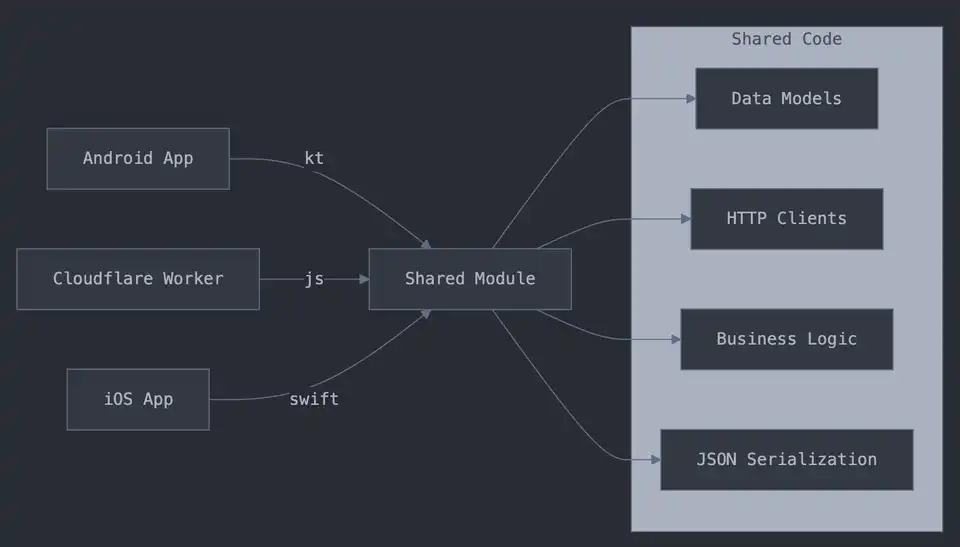 Android App
kt
Cloudflare Worker
js
iOS App
swift
Shared Module
Shared Code
Data Models
HTTP Clients
Business Logic
JSON Serialization